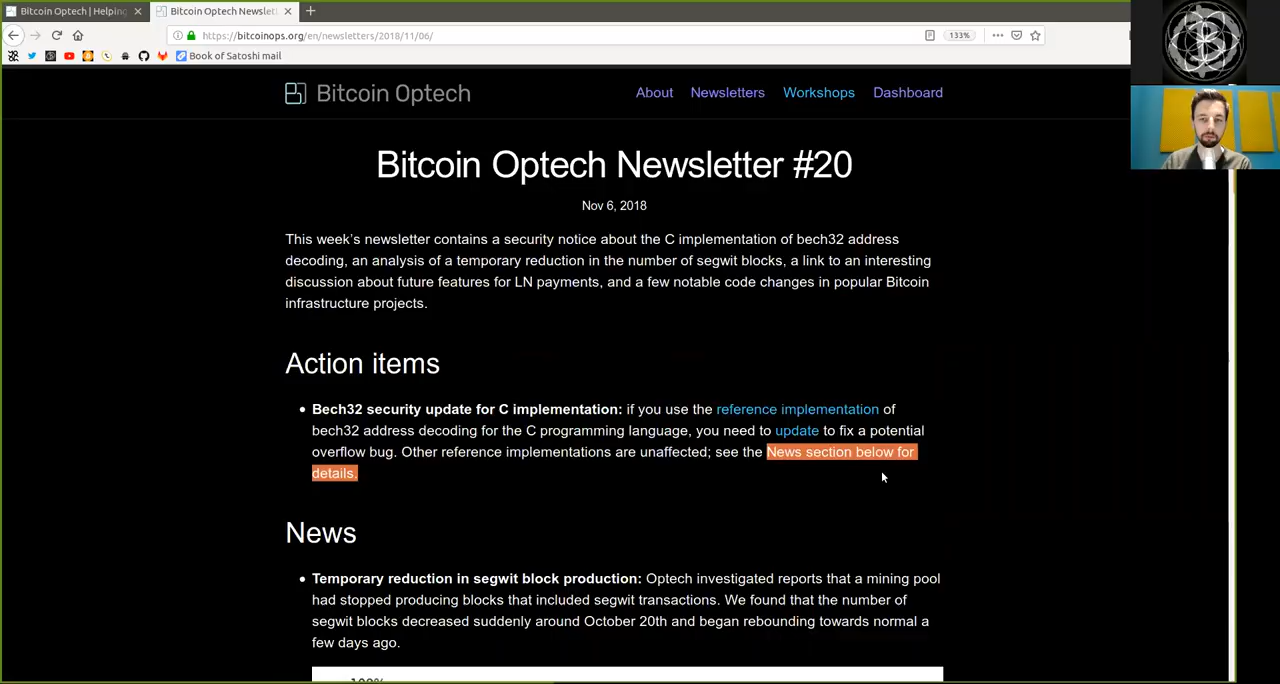 Bitcoin Optech | Helping
Bitcoin Optech Newslet
https://bitcoinops.org/en/newsletters/2018/11/06/
133%
Book of Satoshi mail
Bitcoin Optech
About Newsletters Workshops Dashboard
Bitcoin Optech Newsletter #20
Nov 6, 2018
This week's newsletter contains a security notice about the C implementation of bech32 address
decoding, an analysis of a temporary reduction in the number of segwit blocks, a link to an interesting
discussion about future features for LN payments, and a few notable code changes in popular Bitcoin
infrastructure projects.
Action items
• Bech32 security update for C implementation: if you use the reference implementation of
bech32 address decoding for the C programming language, you need to update to fix a potential
overflow bug. Other reference implementations are unaffected; see the News section below for
details.
News
• Temporary reduction in segwit block production: Optech investigated reports that a mining pool
had stopped producing blocks that included segwit transactions. We found that the number of
segwit blocks decreased suddenly around October 20th and began rebounding towards normal a
few days ago.
100%